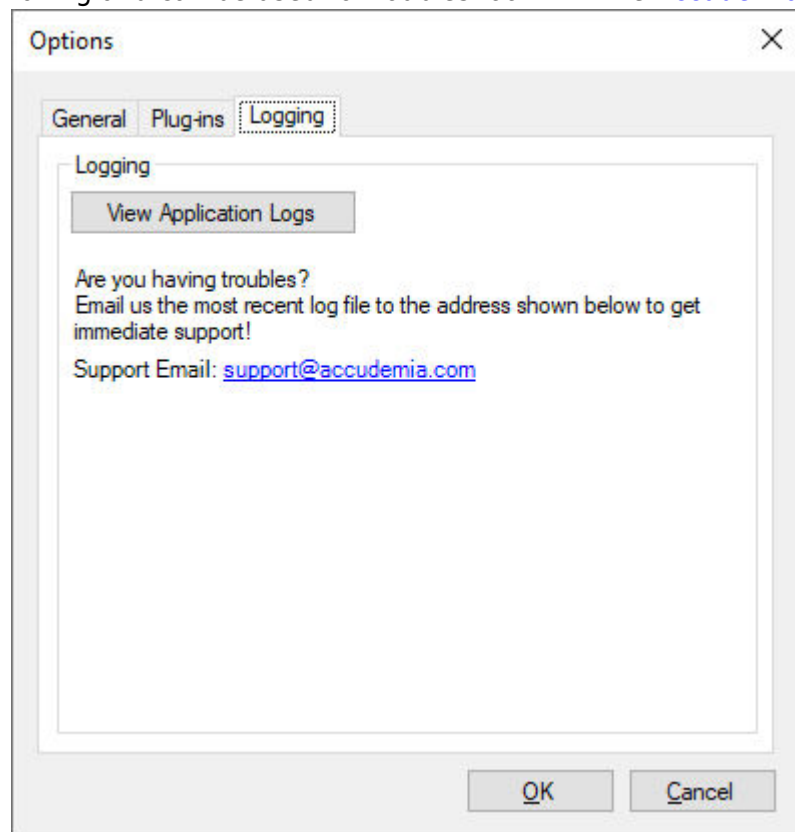 Options
General Plug-ins Logging
Logging
View Application Logs
Are you having troubles?
Email us the most recent log file to the address shown below to get
immediate support!
Support Email: support@accudemia.com
OK Cancel